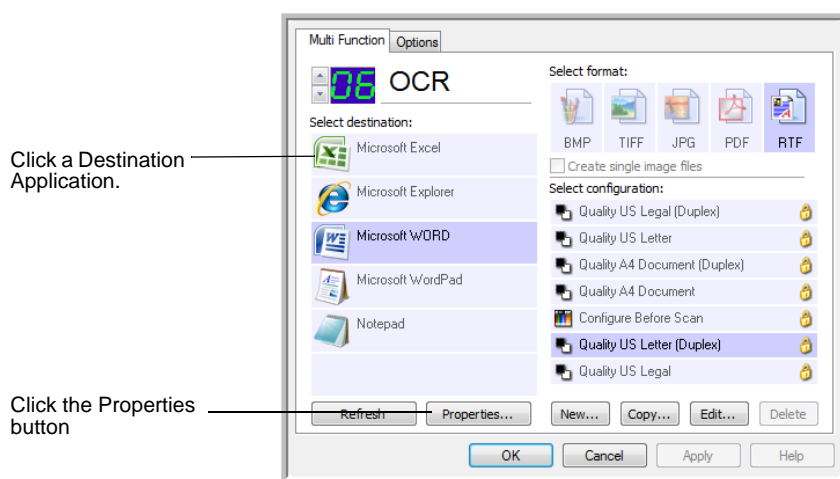 Multi Function Options
06 OCR
Select destination:
Microsoft Excel
Microsoft Explorer
Microsoft WORD
Microsoft WordPad
Notepad
Refresh Properties...
Select format:
BMP TIFF JPG PDF RTF
Create single image files
Select configuration:
Quality US Legal (Duplex)
Quality US Letter
Quality A4 Document (Duplex)
Quality A4 Document
Configure Before Scan
Quality US Letter (Duplex)
Quality US Legal
New... Copy... Edit... Delete
OK Cancel Apply Help
Click a Destination
Application.
Click the Properties
button